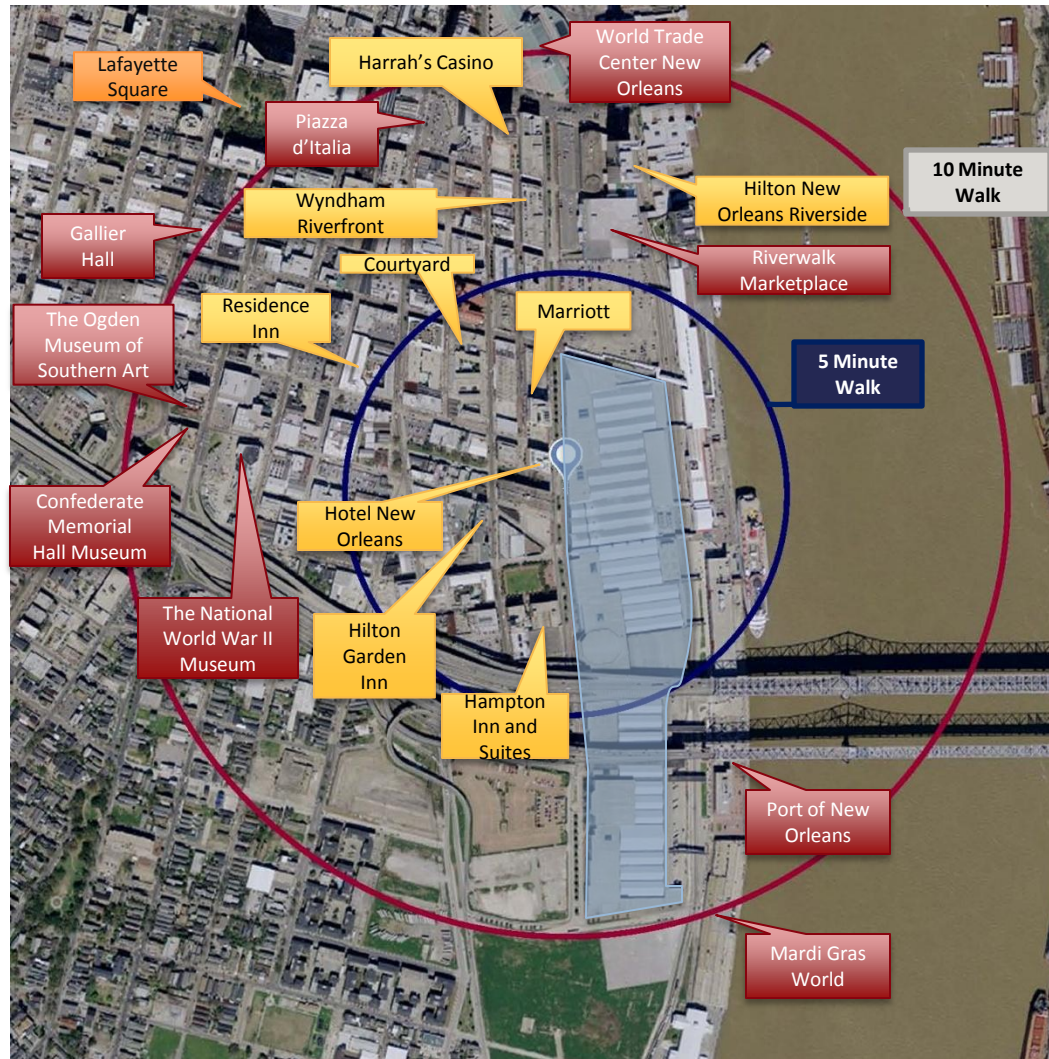 World Trade
Center New
Orleans
Harrah's Casino
Lafayette
Square
Piazza
d'Italia
10 Minute
Walk
Hilton New
Orleans Riverside
Wyndham
Riverfront
Gallier
Hall
Riverwalk
Marketplace
Courtyard
Residence
Inn
Marriott
The Ogden
Museum of
Southern Art
5 Minute
Walk
Confederate
Memorial
Hall Museum
Hotel New
Orleans
The National
World War II
Museum
Hilton
Garden
Inn
Hampton
Inn and
Suites
Port of New
Orleans
Mardi Gras
World